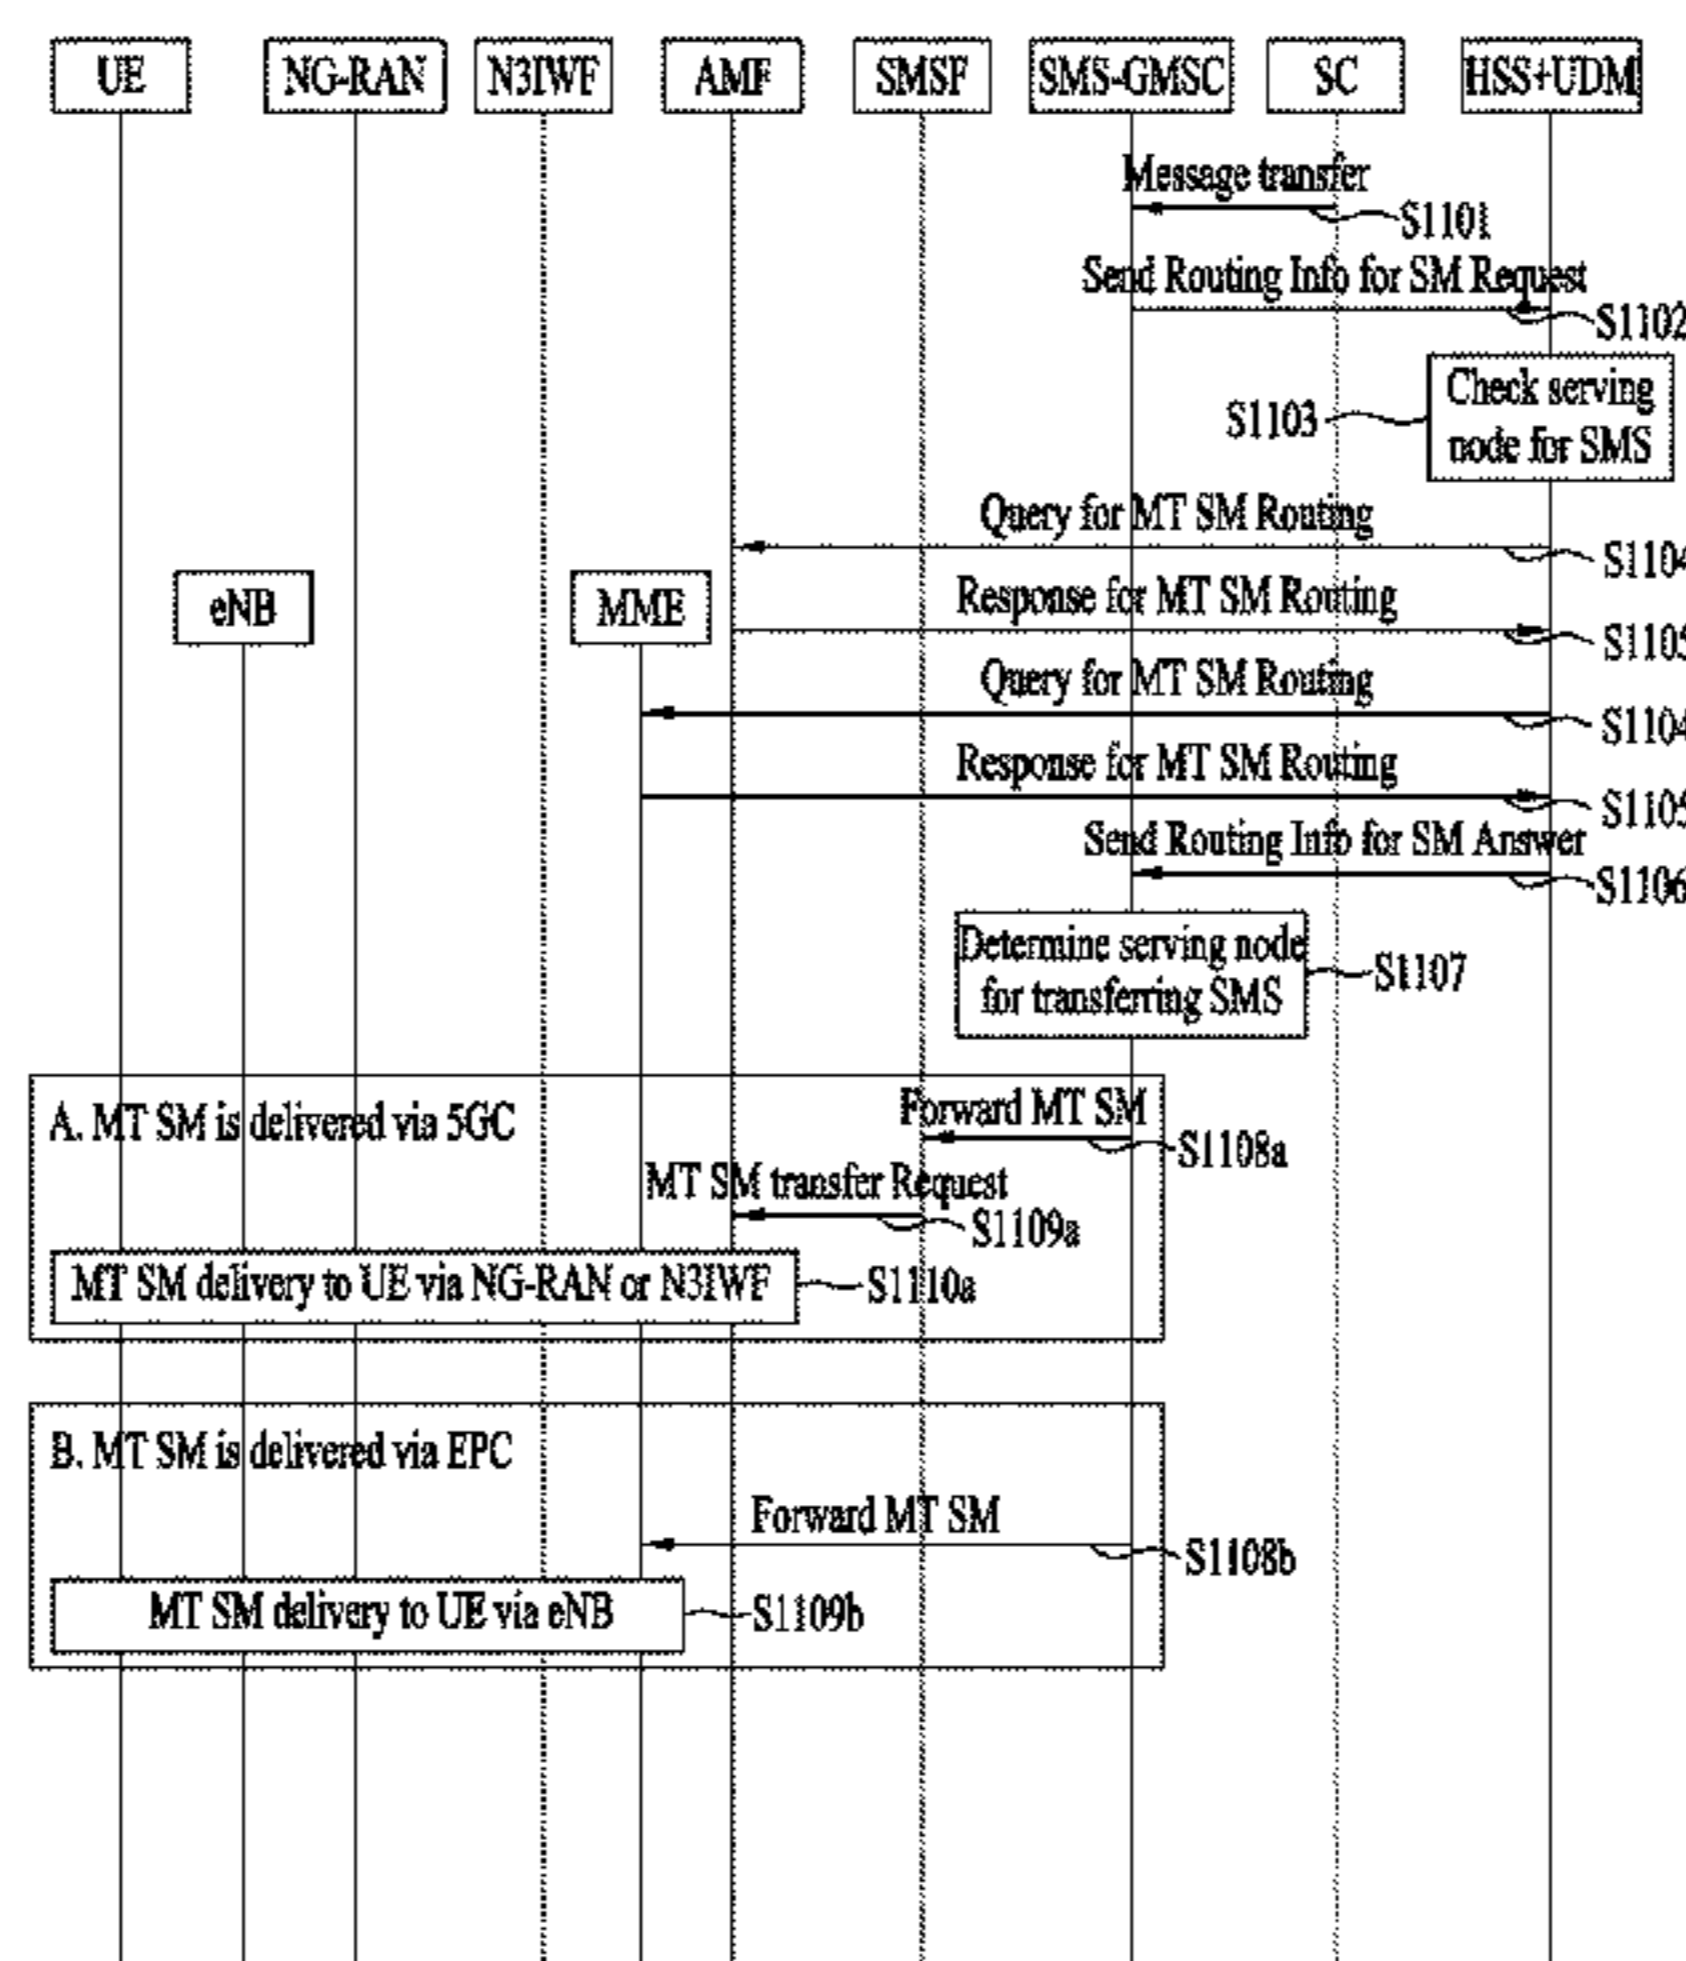 UE NG-RAN N3IWF AMF SMSF SMS-GMSC SC HSS+UDM
Message transfer
S1101
Send Routing Info for SM Request
S1102
Check serving
node for SMS
S1103
Query for MT SM Routing
S1104
eNB MME
Response for MT SM Routing
S1105
Query for MT SM Routing
S1104
Response for MT SM Routing
S1105
Send Routing Info for SM Answer
S1106
Determine serving node
for transferring SMS
S1107
A. MT SM is delivered via 5GC
Forward MT SM
S1108a
MT SM transfer Request
S1109a
MT SM delivery to UE via NG-RAN or N3IWF
S1110a
B. MT SM is delivered via EPC
Forward MT SM
S1108b
MT SM delivery to UE via eNB
S1109b